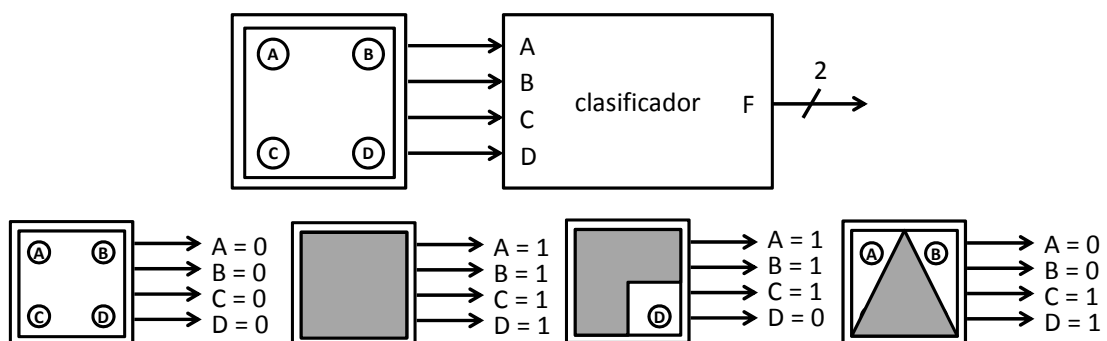 A B A
B 2
clasificador F
C
C D D
A B A = 0
B = 0
C = 0
C D D = 0
A = 1
B = 1
C = 1
D = 1
A = 1
B = 1
C = 1
D D = 0
A B A = 0
B = 0
C = 1
D = 1